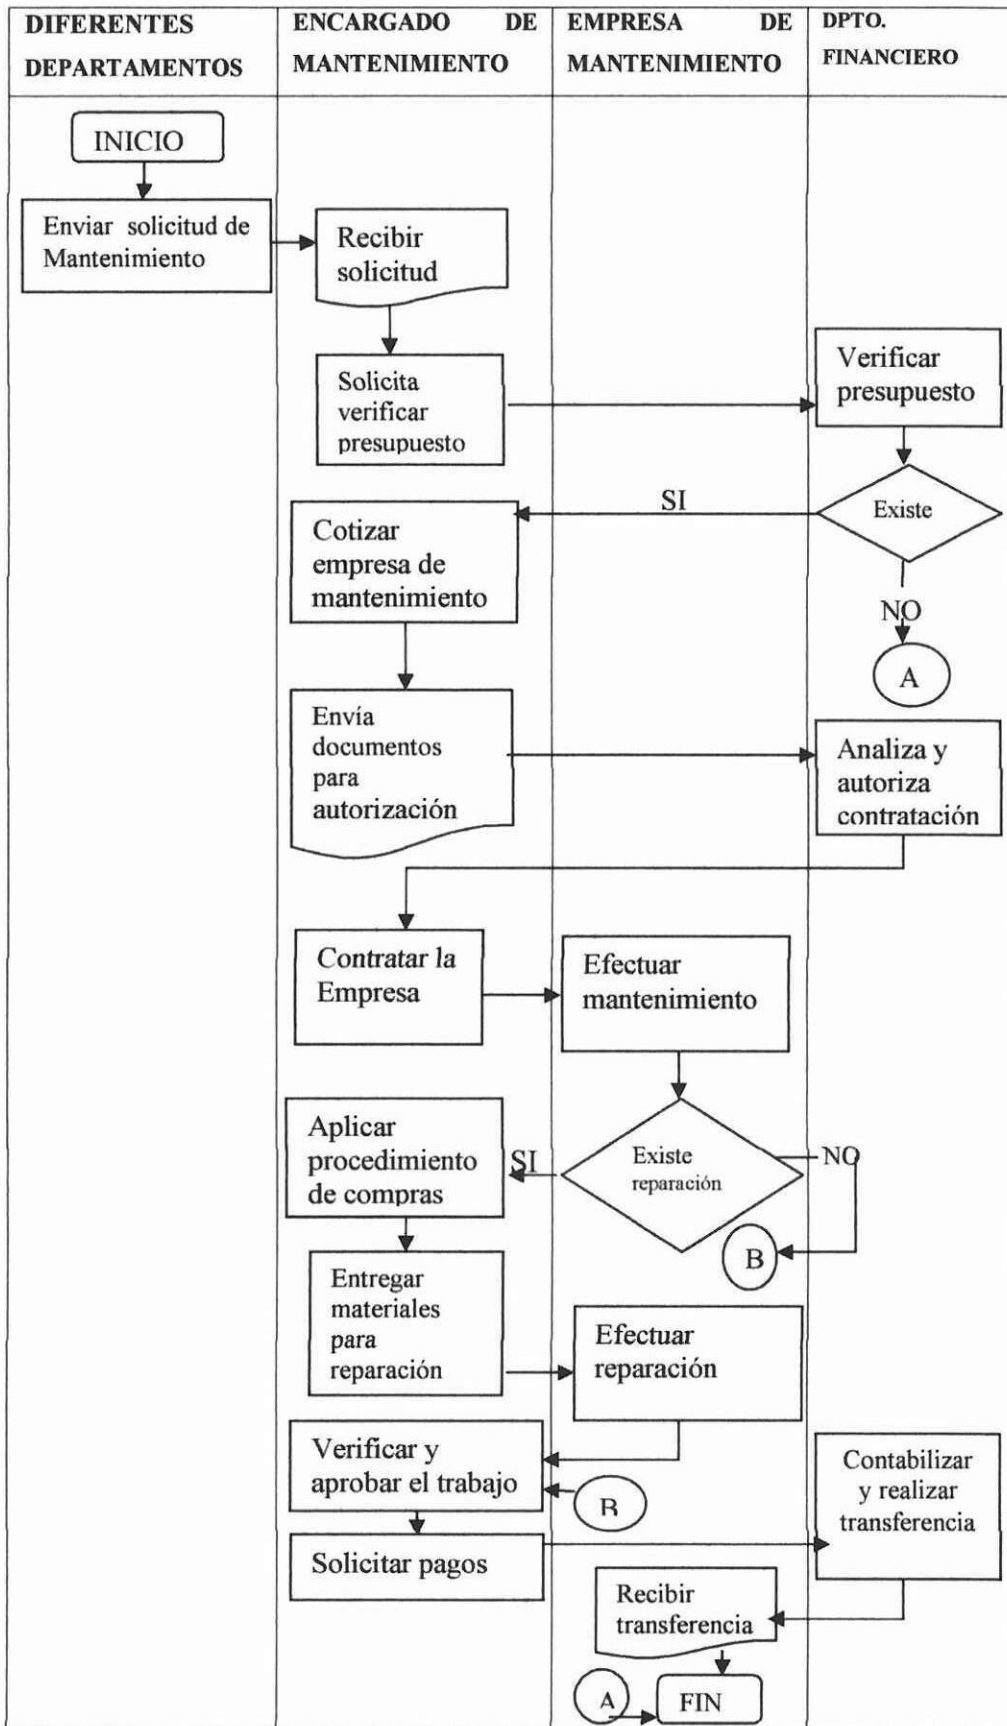 DIFERENTES
DEPARTAMENTOS
ENCARGADO DE
MANTENIMIENTO
EMPRESA DE
MANTENIMIENTO
DPTO.
FINANCIERO
INICIO
Enviar solicitud de
Mantenimiento
Recibir
solicitud
Solicita
verificar
presupuesto
Verificar
presupuesto
Existe
SI
NO
A
Cotizar
empresa de
mantenimiento
Envía
documentos
para
autorización
Analiza y
autoriza
contratación
Contratar la
Empresa
Efectuar
mantenimiento
Existe
reparación
SI
NO
B
Aplicar
procedimiento
de compras
Entregar
materiales
para
reparación
Efectuar
reparación
Verificar y
aprobar el trabajo
B
Solicitar pagos
Contabilizar
y realizar
transferencia
Recibir
transferencia
A
FIN